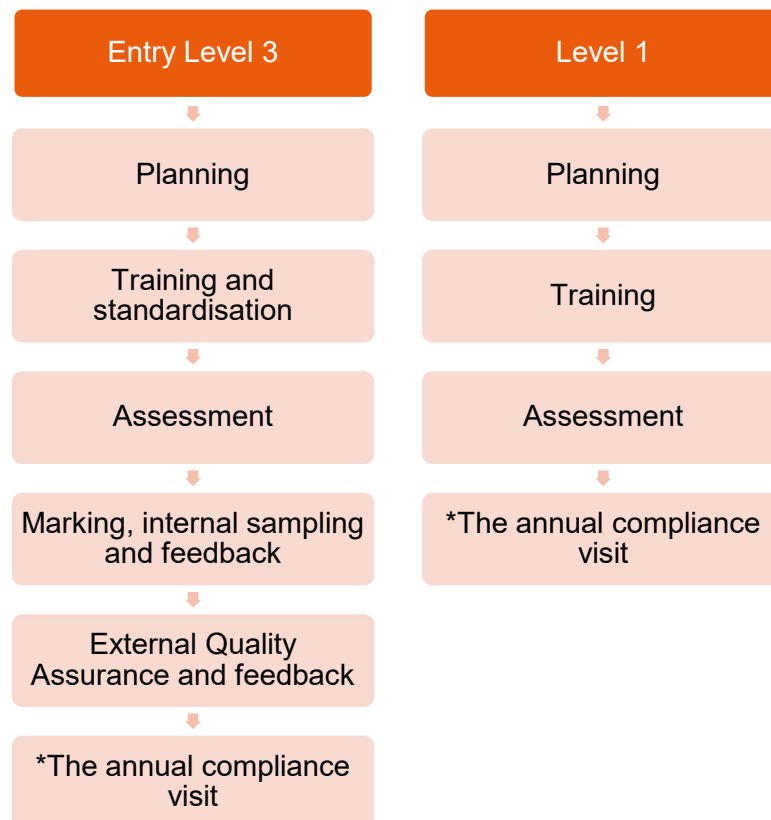 Entry Level 3
Planning
Training and
standardisation
Assessment
Marking, internal sampling
and feedback
External Quality
Assurance and feedback
*The annual compliance
visit
Level 1
Planning
Training
Assessment
*The annual compliance
visit